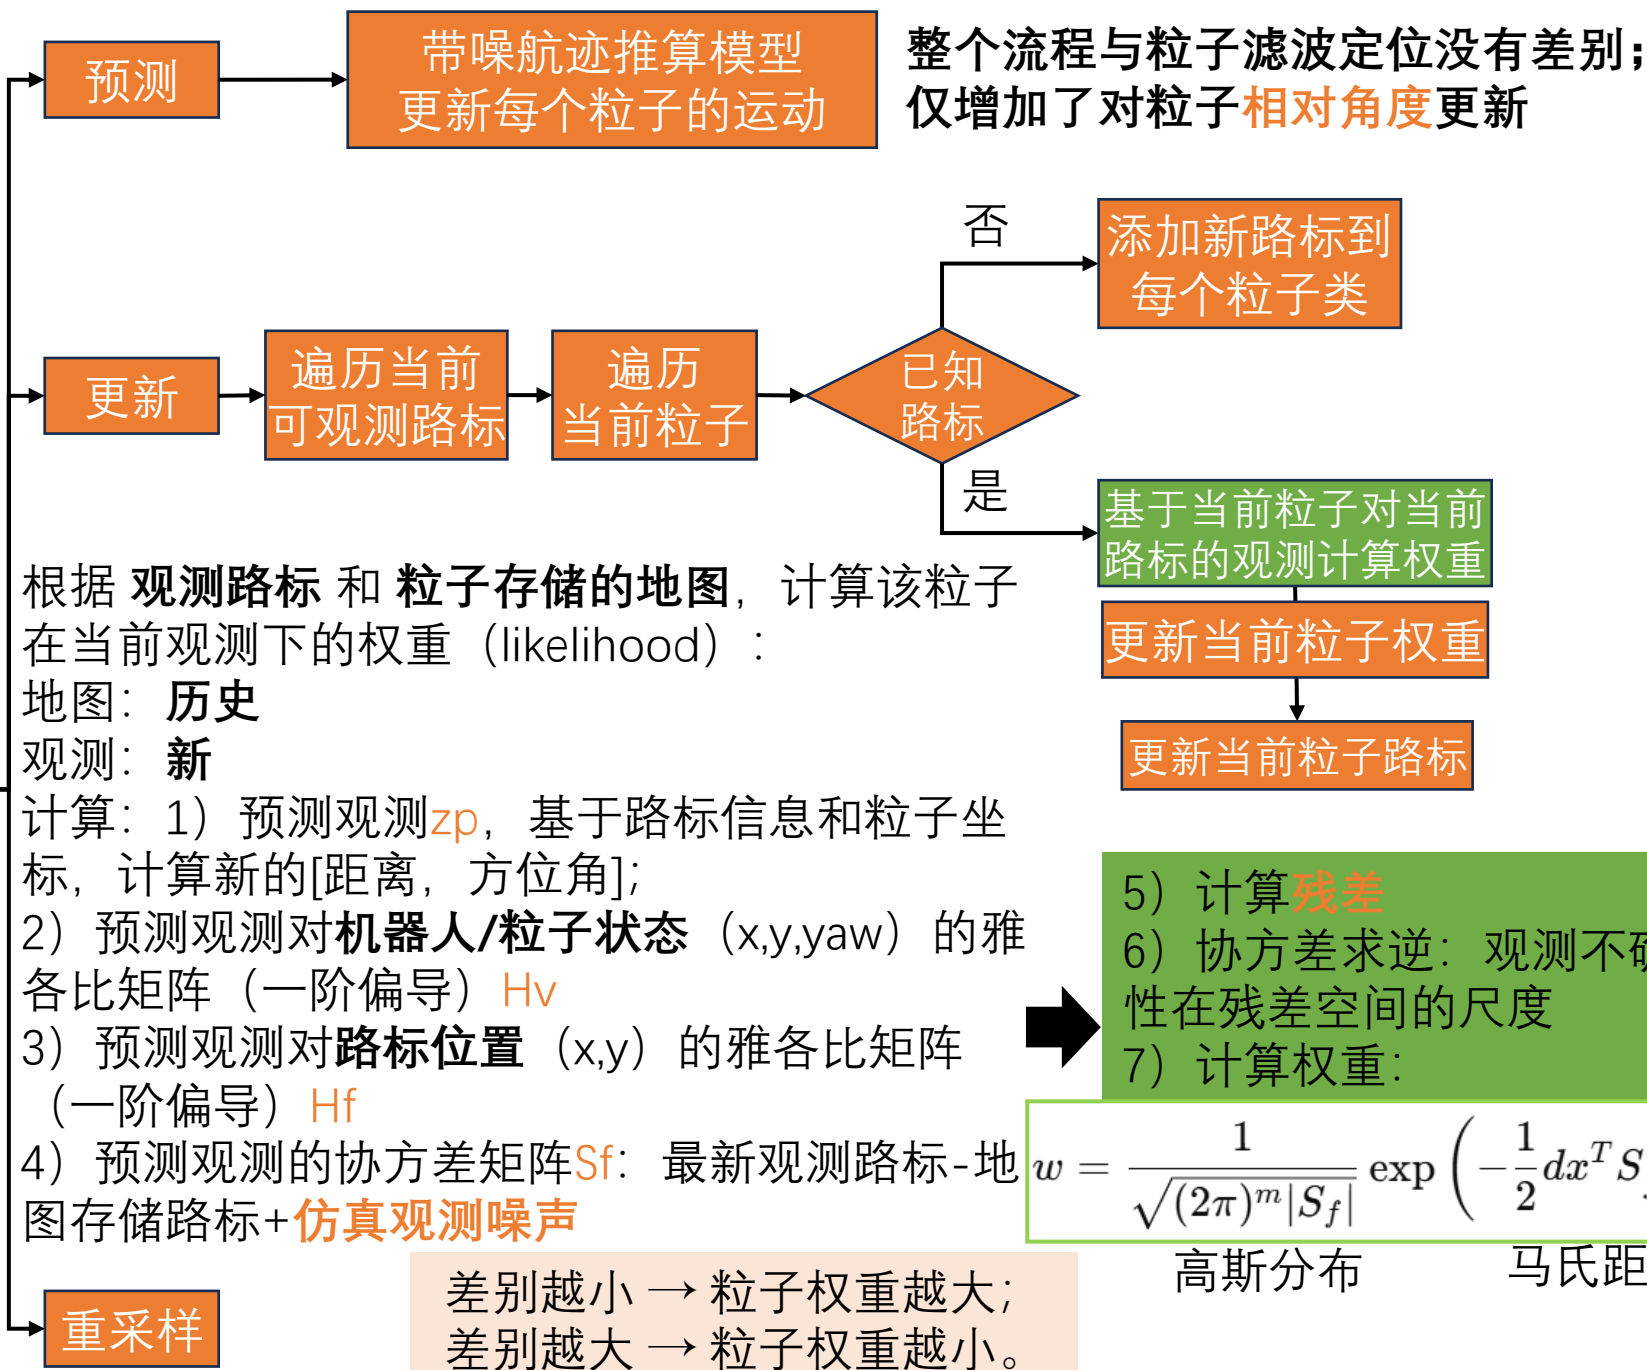 预测
带噪航迹推算模型
更新每个粒子的运动
整个流程与粒子滤波定位没有差别;
仅增加了对粒子相对角度更新
否
添加新路标到
每个粒子类
更新
遍历当前
可观测路标
遍历
当前粒子
已知
路标
是
基于当前粒子对当前
路标的观测计算权重
更新当前粒子权重
更新当前粒子路标
根据 观测路标 和 粒子存储的地图，计算该粒子
在当前观测下的权重（likelihood）：
地图：历史
观测：新
计算：1）预测观测zp，基于路标信息和粒子坐
标，计算新的[距离，方位角];
2）预测观测对机器人/粒子状态（x,y,yaw）的雅
各比矩阵（一阶偏导）Hv
3）预测观测对路标位置（x,y）的雅各比矩阵
（一阶偏导）Hf
4）预测观测的协方差矩阵Sf：最新观测路标-地
图存储路标+仿真观测噪声
5）计算残差
6）协方差求逆：观测不
性在残差空间的尺度
7）计算权重：
w = \frac{1}{\sqrt{(2\pi)^m|S_f|}} exp ( -\frac{1}{2} dx^T S
高斯分布
马氏距
差别越小 → 粒子权重越大；
差别越大 → 粒子权重越小。
重采样